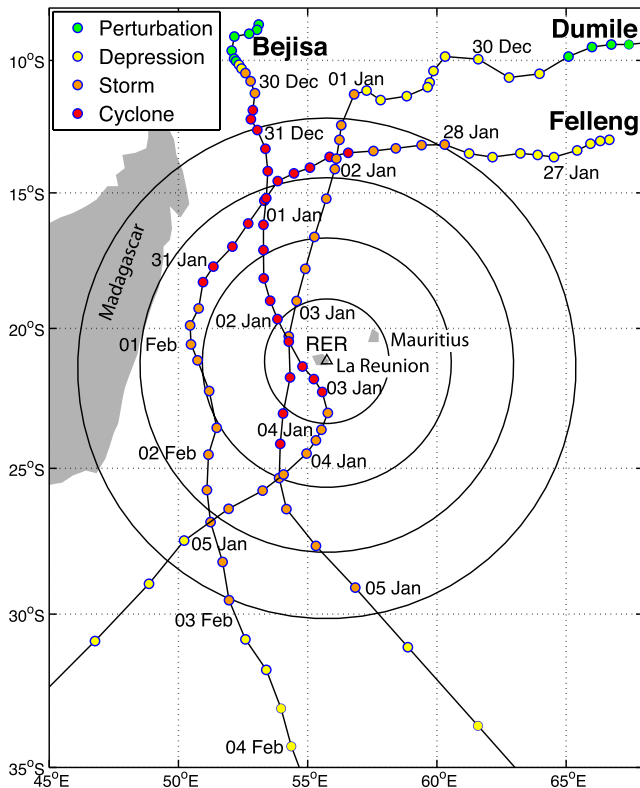 Perturbation
Depression
Storm
Cyclone
Bejisa
Dumile
Felleng
30 Dec
01 Jan
30 Dec
31 Dec
28 Jan
27 Jan
02 Jan
01 Jan
31 Jan
Madagascar
03 Jan
02 Jan
01 Feb
RER
Mauritius
La Reunion
03 Jan
04 Jan
02 Feb
04 Jan
05 Jan
05 Jan
03 Feb
04 Feb
10°S
15°S
20°S
25°S
30°S
35°S
45°E
50°E
55°E
60°E
65°E